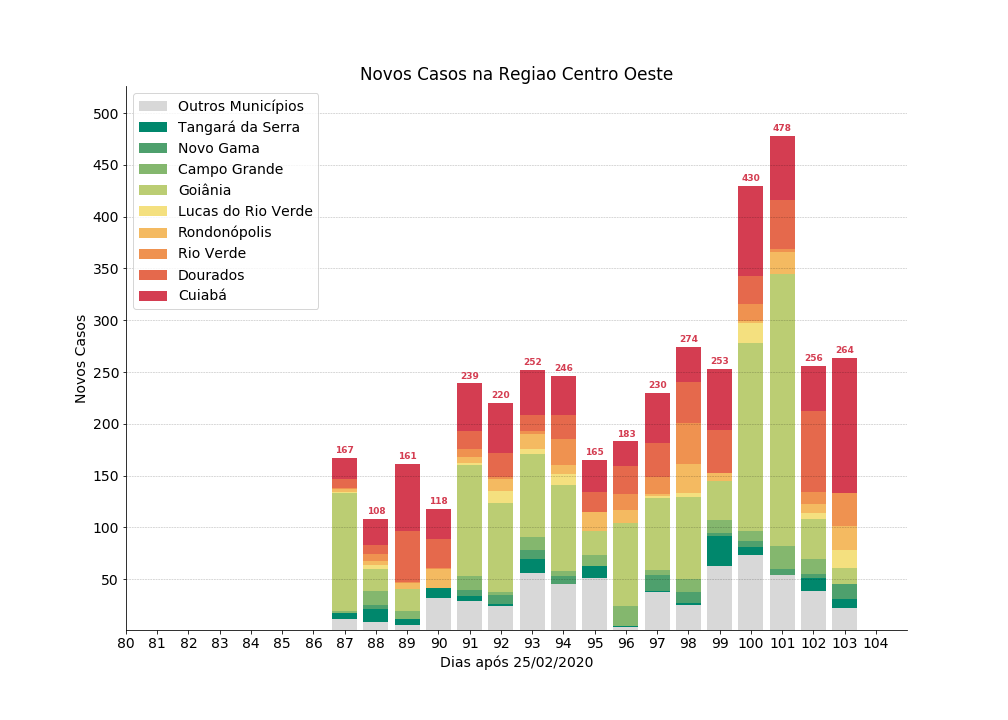 Novos Casos na Regiao Centro Oeste
Outros Municípios
Tangará da Serra
Novo Gama
Campo Grande
Goiânia
Lucas do Rio Verde
Rondonópolis
Rio Verde
Dourados
Cuiabá
Novos Casos
500
450
400
350
300
250
200
150
100
50
167
108
161
118
239
220
252
246
165
183
230
274
253
430
478
256
264
80 81 82 83 84 85 86 87 88 89 90 91 92 93 94 95 96 97 98 99 100 101 102 103 104
Dias após 25/02/2020